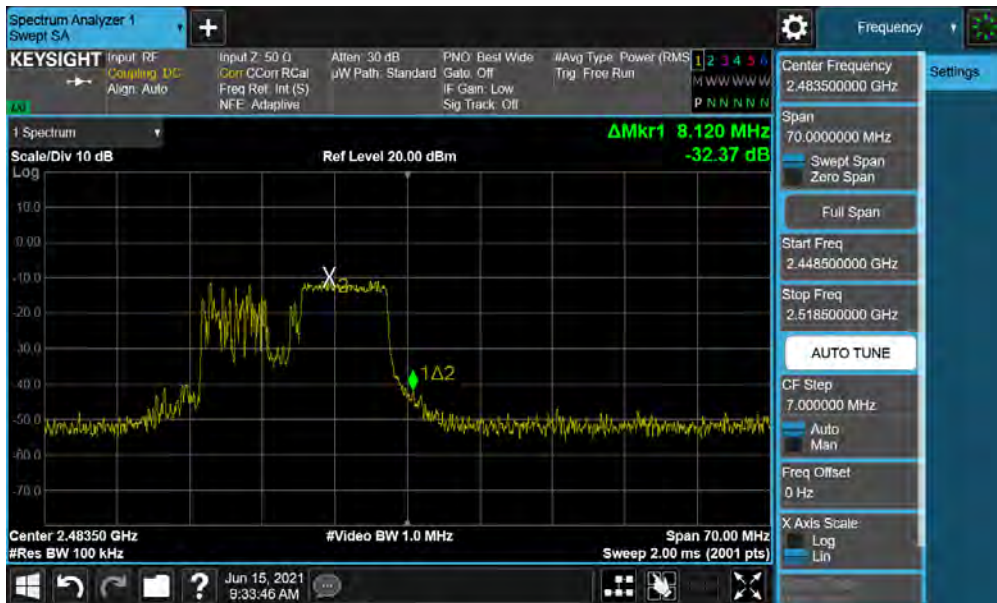 Spectrum Analyzer 1
Swept SA
+
Frequency
KEYSIGHT
Input: RF
Coupling: DC
Align: Auto
Input Z: 50 Ω
Corr CCorr RCal
Freq Ref: Int (S)
NFE: Adaptive
Atten: 30 dB
µW Path: Standard
PNO: Best Wide
Gate: Off
IF Gain: Low
Sig Track: Off
#Avg Type: Power (RMS
Trig: Free Run
1 2 3 4 5 6
M W W W W W
P N N N N N
1 Spectrum
ΔMkr1 8.120 MHz
-32.37 dB
Scale/Div 10 dB
Ref Level 20.00 dBm
Log
10.0
0.00
-10.0
-20.0
-30.0
-40.0
-50.0
-60.0
-70.0
X2
1Δ2
Center 2.48350 GHz
#Video BW 1.0 MHz
Span 70.00 MHz
#Res BW 100 kHz
Sweep 2.00 ms (2001 pts)
?
Jun 15, 2021
9:33:46 AM
Center Frequency
2.483500000 GHz
Settings
Span
70.0000000 MHz
Swept Span
Zero Span
Full Span
Start Freq
2.448500000 GHz
Stop Freq
2.518500000 GHz
AUTO TUNE
CF Step
7.000000 MHz
Auto
Man
Freq Offset
0 Hz
X Axis Scale
Log
Lin